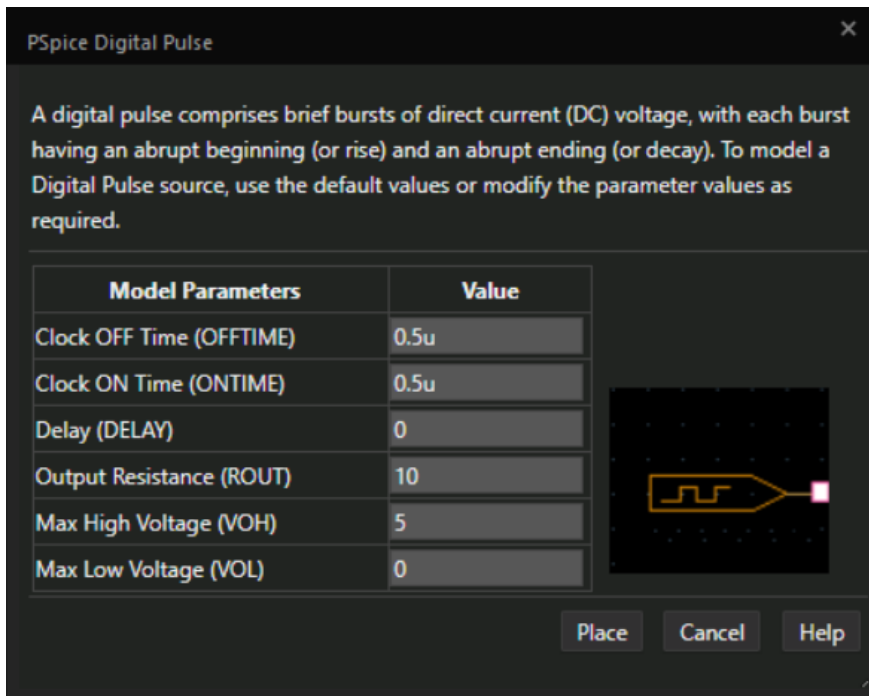 PSpice Digital Pulse
×
A digital pulse comprises brief bursts of direct current (DC) voltage, with each burst
having an abrupt beginning (or rise) and an abrupt ending (or decay). To model a
Digital Pulse source, use the default values or modify the parameter values as
required.
Model Parameters Value
Clock OFF Time (OFFTIME) 0.5u
Clock ON Time (ONTIME) 0.5u
Delay (DELAY) 0
Output Resistance (ROUT) 10
Max High Voltage (VOH) 5
Max Low Voltage (VOL) 0
Place Cancel Help